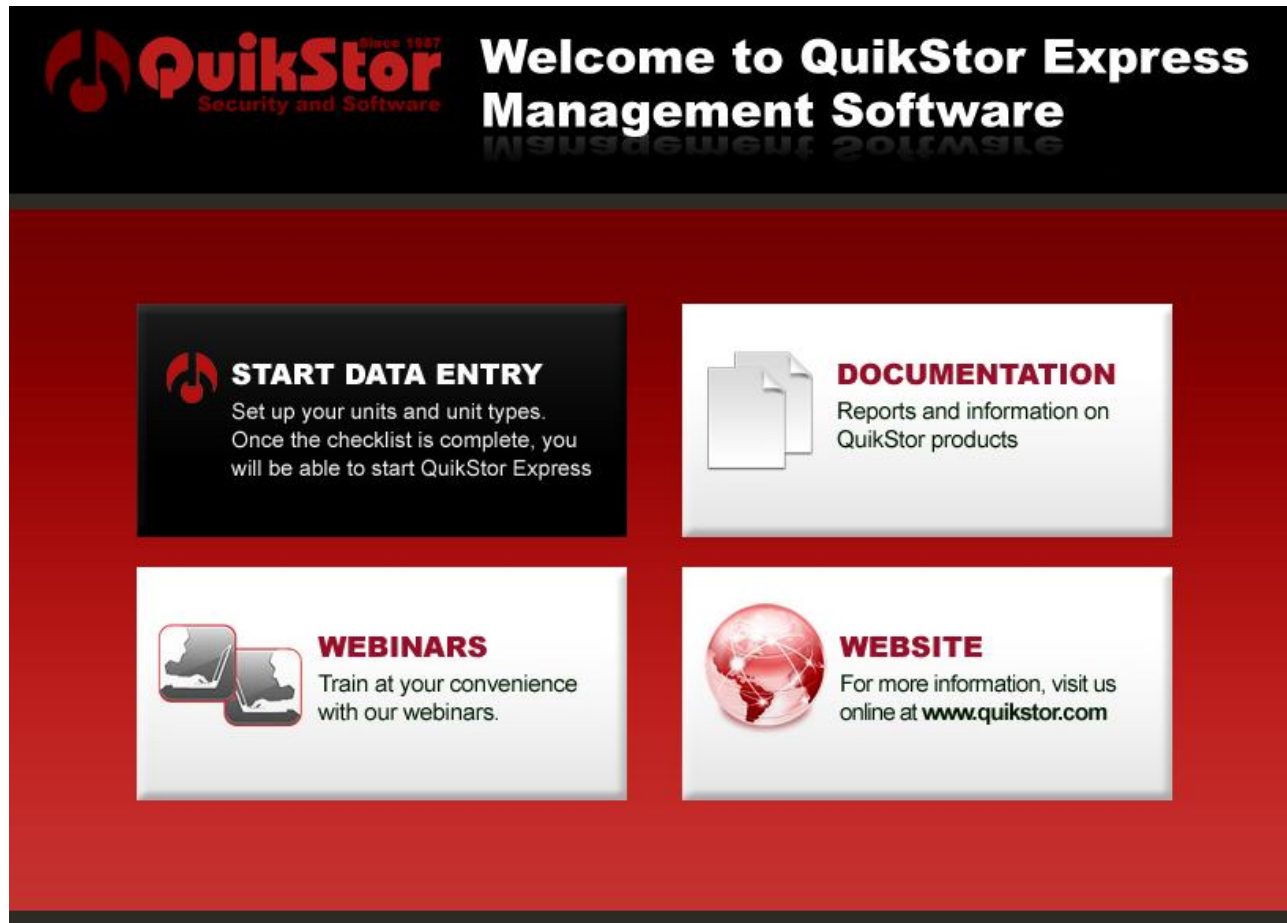 QuikStor
Since 1987
Security and Software
Welcome to QuikStor Express
Management Software
START DATA ENTRY
Set up your units and unit types.
Once the checklist is complete, you
will be able to start QuikStor Express
DOCUMENTATION
Reports and information on
QuikStor products
WEBINARS
Train at your convenience
with our webinars.
WEBSITE
For more information, visit us
online at www.quikstor.com